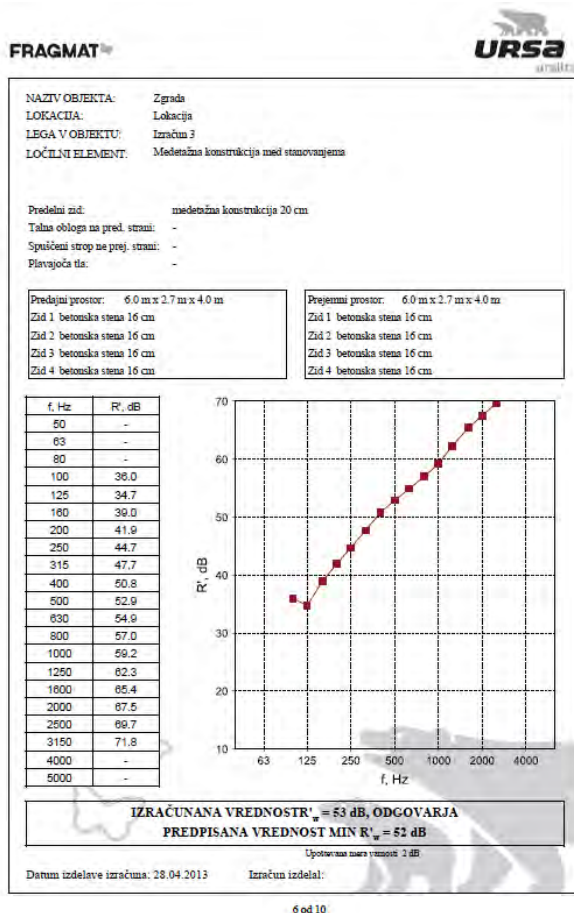 FRAGMAT
URSA
uralita
NAZIV OBJEKTA: Zgrada
LOKACIJA: Lokacija
LEGA V OBJEKTU: Izračun 3
LOČILNI ELEMENT: Medetažna konstrukcija med stanovanjema
Predelni zid: medetažna konstrukcija 20 cm
Talna obloga na pred. strani: -
Spuščeni strop ne prej. strani: -
Plavajoča tla: -
Predajni prostor: 6.0 m x 2.7 m x 4.0 m
Zid 1 betonska stena 16 cm
Zid 2 betonska stena 16 cm
Zid 3 betonska stena 16 cm
Zid 4 betonska stena 16 cm
Prejemni prostor: 6.0 m x 2.7 m x 4.0 m
Zid 1 betonska stena 16 cm
Zid 2 betonska stena 16 cm
Zid 3 betonska stena 16 cm
Zid 4 betonska stena 16 cm
f, Hz R', dB
50 -
63 -
80 -
100 36.0
125 34.7
160 39.0
200 41.9
250 44.7
315 47.7
400 50.8
500 52.9
630 54.9
800 57.0
1000 59.2
1250 62.3
1600 65.4
2000 67.5
2500 69.7
3150 71.8
4000 -
5000 -
70
60
50
40
30
20
10
R', dB
63 125 250 500 1000 2000 4000
f, Hz
IZRAČUNANA VREDNOSTR'w = 53 dB, ODGOVARJA
PREDPISANA VREDNOST MIN R'w = 52 dB
Upoštevana mera varnosti 2 dB
Datum izdelave izračuna: 28.04.2013 Izračun izdelal:
6 od 10